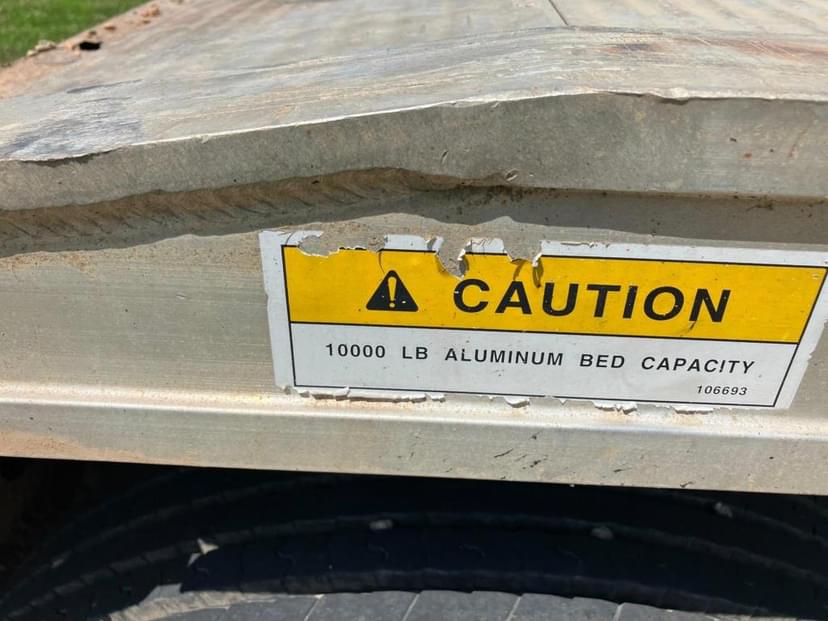 CAUTION
10000 LB ALUMINUM BED CAPACITY
106693